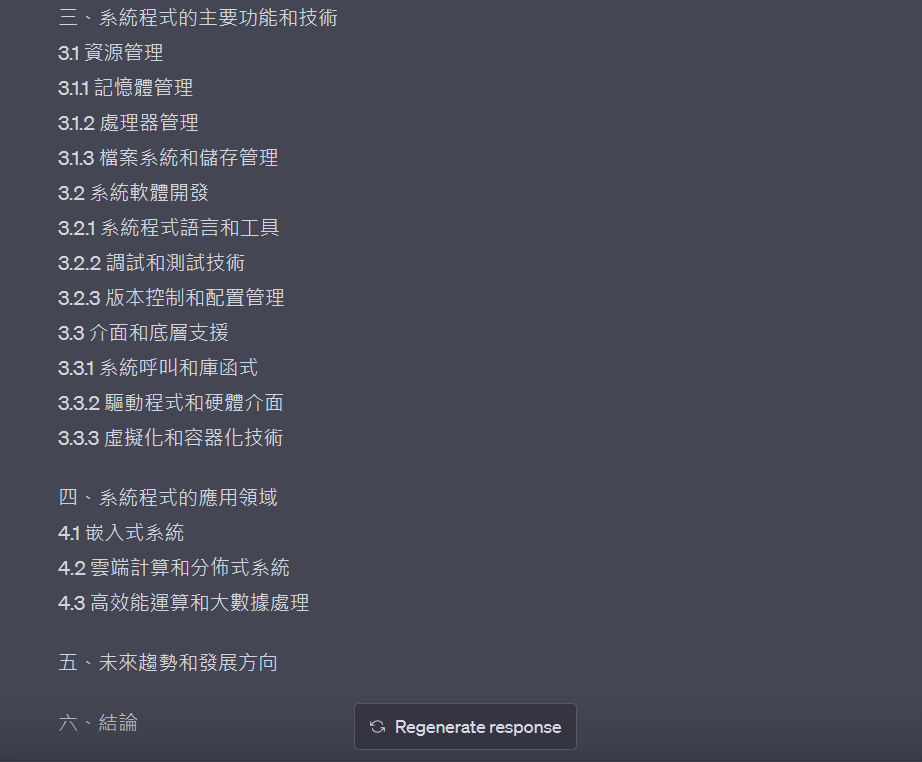 三、系統程式的主要功能和技術
3.1 資源管理
3.1.1 記憶體管理
3.1.2 處理器管理
3.1.3 檔案系統和儲存管理
3.2 系統軟體開發
3.2.1 系統程式語言和工具
3.2.2 調試和測試技術
3.2.3 版本控制和配置管理
3.3 介面和底層支援
3.3.1 系統呼叫和庫函式
3.3.2 驅動程式和硬體介面
3.3.3 虛擬化和容器化技術
四、系統程式的應用領域
4.1 嵌入式系統
4.2 雲端計算和分佈式系統
4.3 高效能運算和大數據處理
五、未來趨勢和發展方向
六、結論
Regenerate response